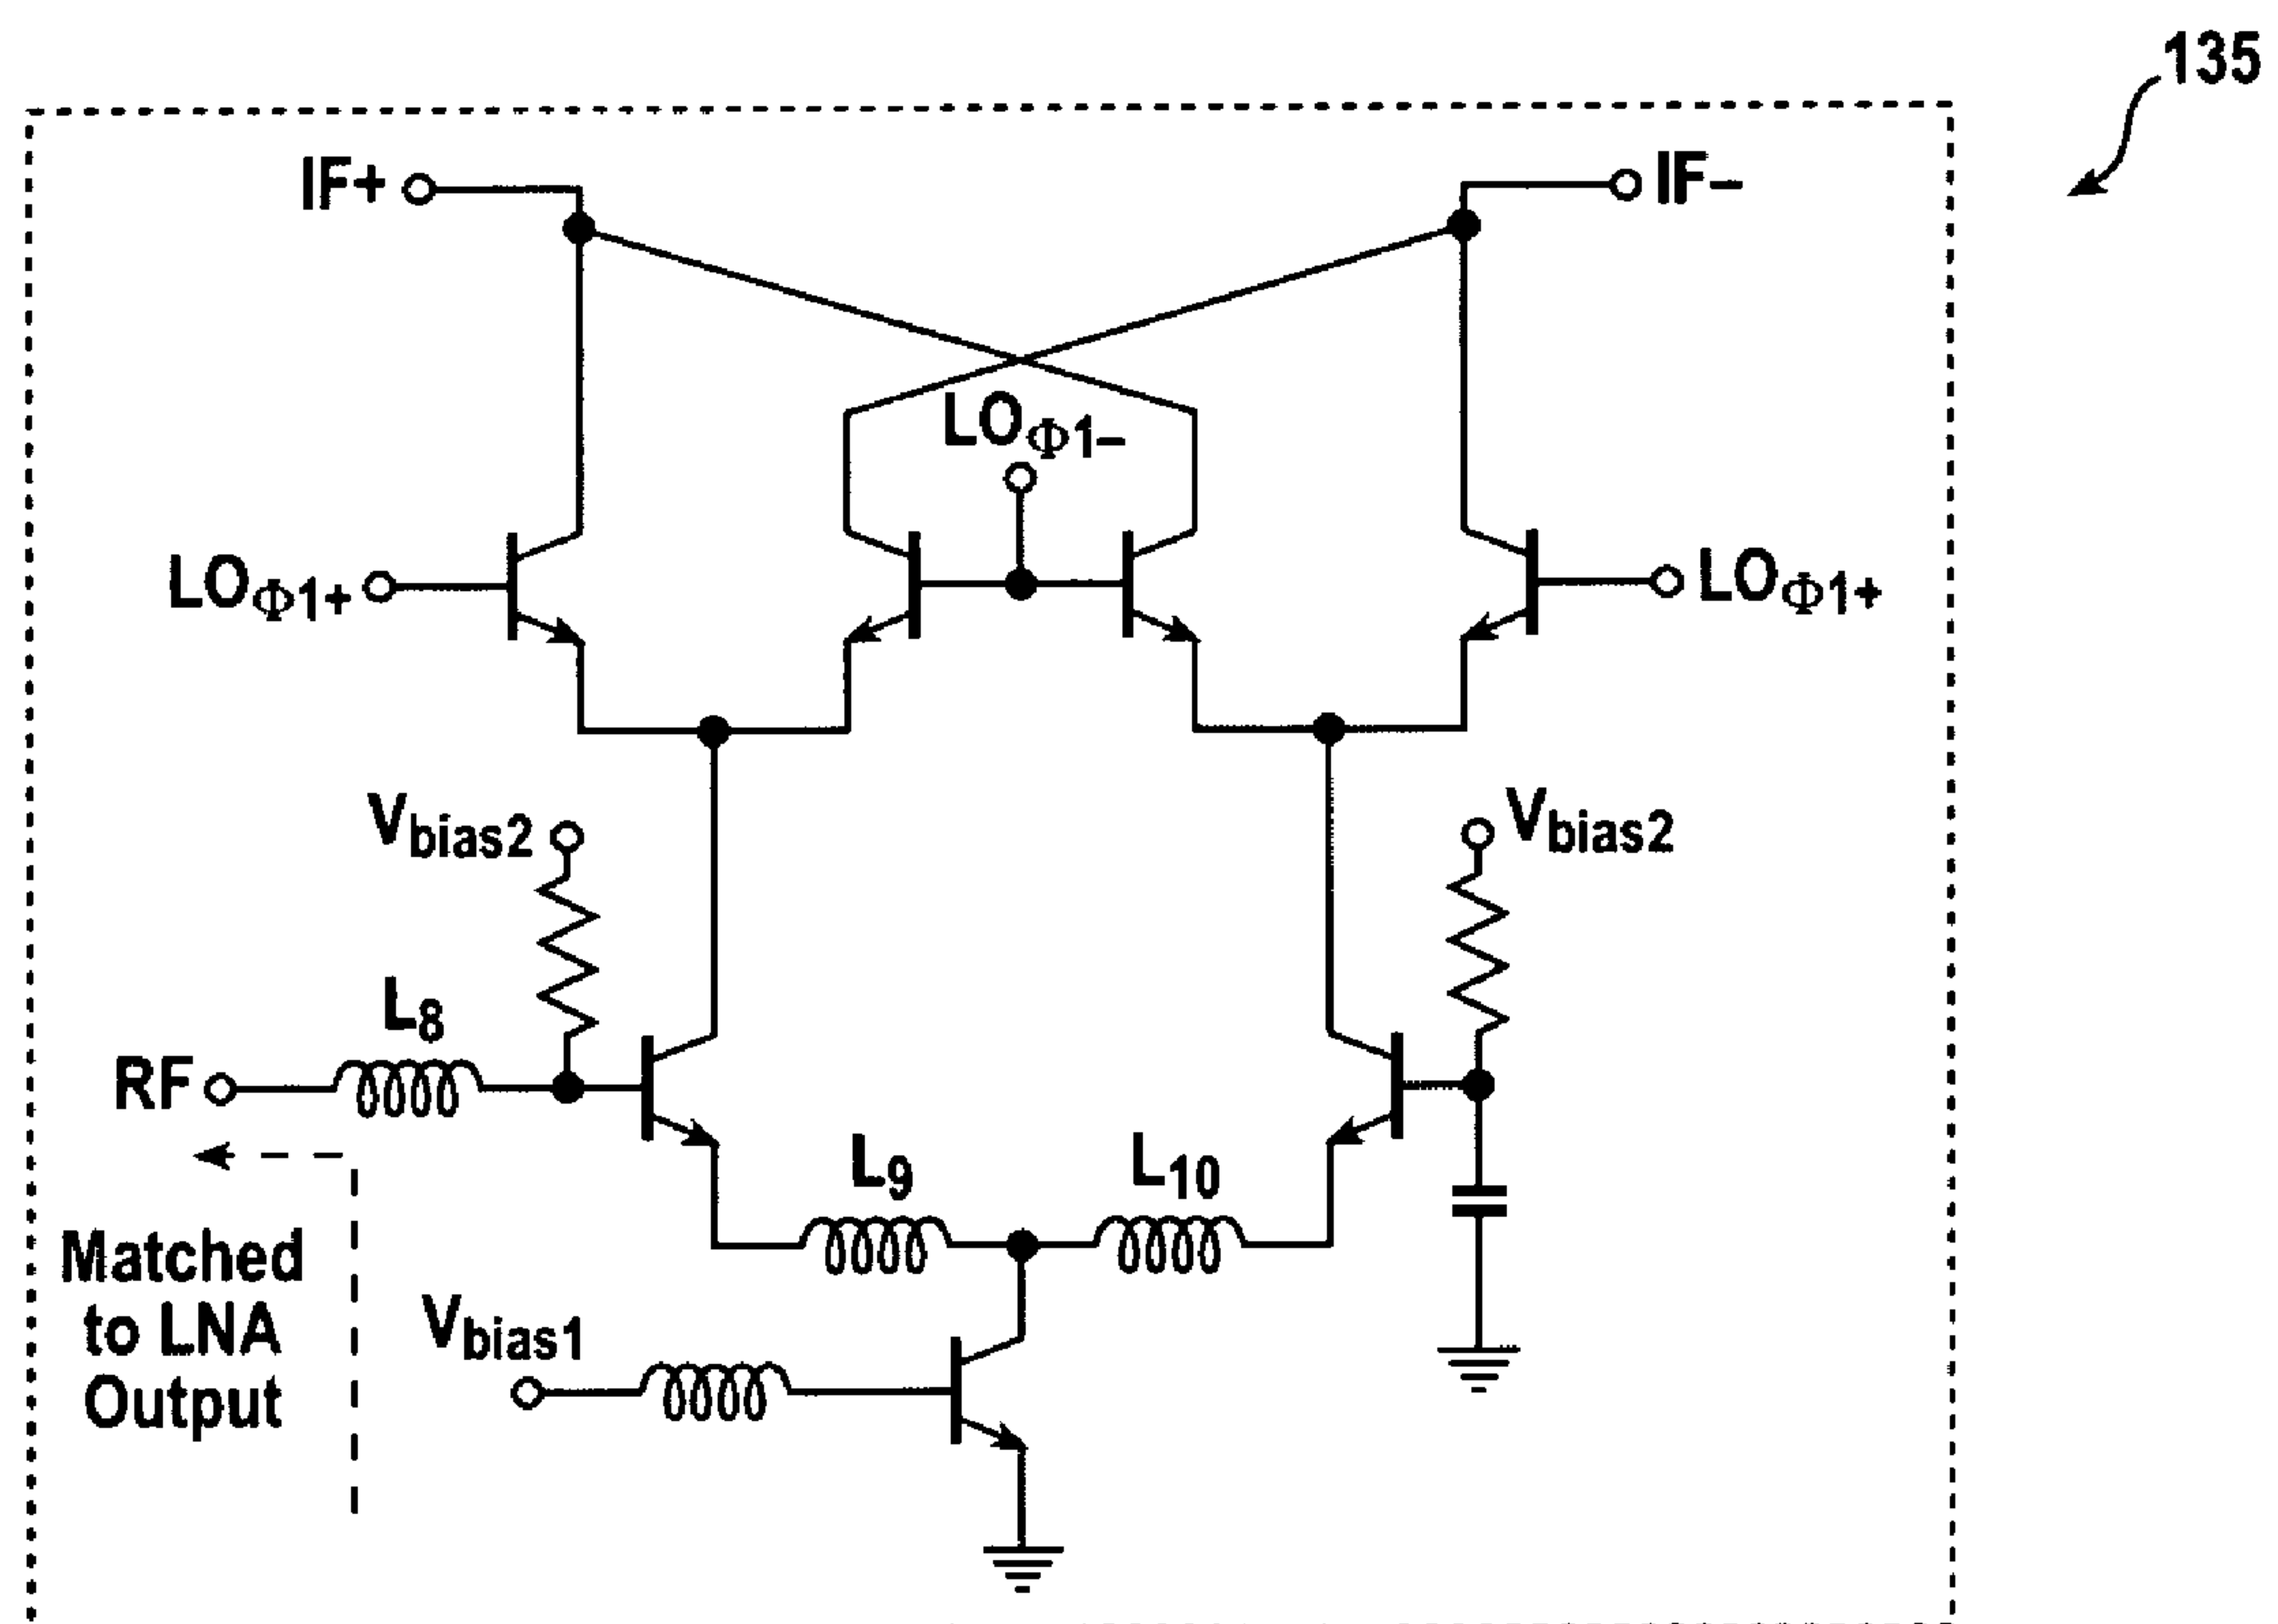 135
IF+
IF−
LOΦ1−
LOΦ1+
LOΦ1+
Vbias2
Vbias2
L8
RF
L9
L10
Matched
to LNA
Output
Vbias1